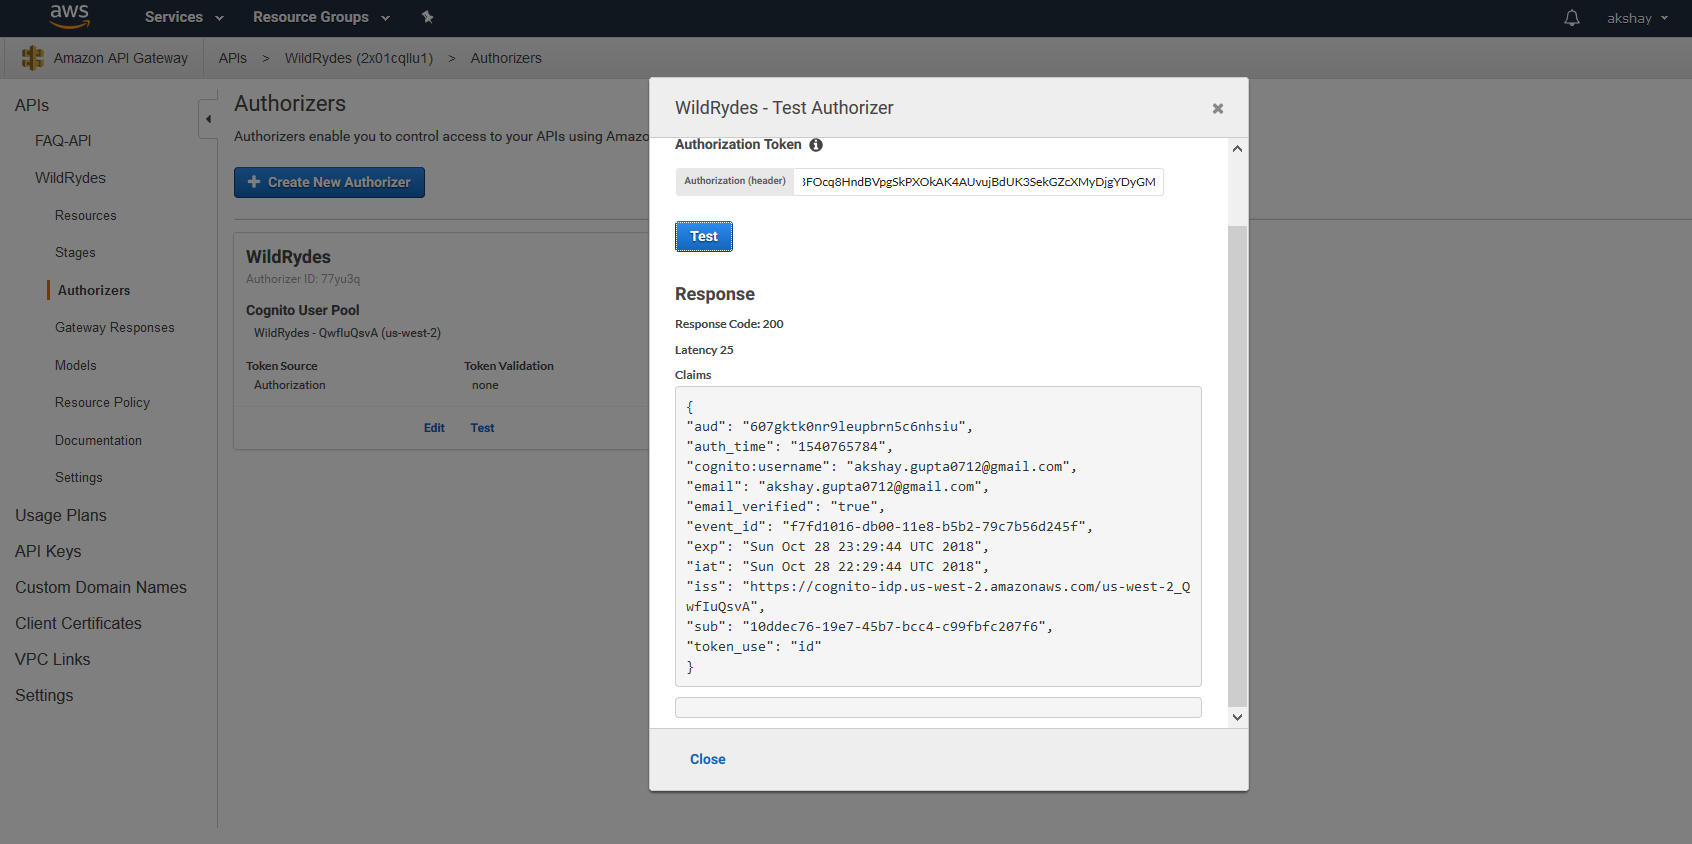 aws
Services
Resource Groups
akshay
Amazon API Gateway
APIs > WildRydes (2x01cqllu1) > Authorizers
APIs
FAQ-API
WildRydes
Resources
Stages
Authorizers
Gateway Responses
Models
Resource Policy
Documentation
Settings
Usage Plans
API Keys
Custom Domain Names
Client Certificates
VPC Links
Settings
Authorizers
Authorizers enable you to control access to your APIs using Amazo
Create New Authorizer
WildRydes
Authorizer ID: 77yu3q
Cognito User Pool
WildRydes - QwfIuQsvA (us-west-2)
Token Source Token Validation
Authorization none
Edit Test
WildRydes - Test Authorizer
Authorization Token
Authorization (header) FOcq8HndBVpgSkPXOkAK4AUvujBdUK3SekGZcXMyDjgYDyGM
Test
Response
Response Code: 200
Latency 25
Claims
{
"aud": "607gktk0nr9leupbrn5c6nhsiu",
"auth_time": "1540765784",
"cognito:username": "akshay.gupta0712@gmail.com",
"email": "akshay.gupta0712@gmail.com",
"email_verified": "true",
"event_id": "f7fd1016-db00-11e8-b5b2-79c7b56d245f",
"exp": "Sun Oct 28 23:29:44 UTC 2018",
"iat": "Sun Oct 28 22:29:44 UTC 2018",
"iss": "https://cognito-idp.us-west-2.amazonaws.com/us-west-2_Q
wfIuQsvA",
"sub": "10ddec76-19e7-45b7-bcc4-c99fbfc207f6",
"token_use": "id"
}
Close